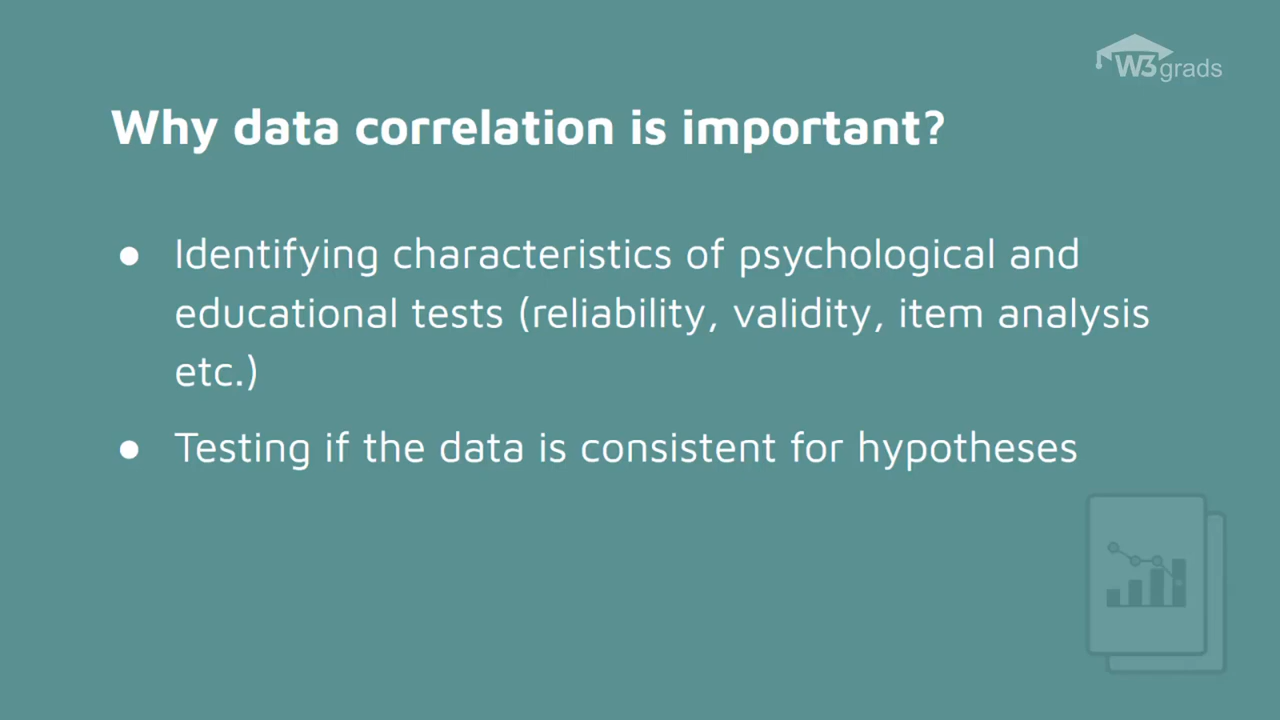 W3grads
Why data correlation is important?
● Identifying characteristics of psychological and
educational tests (reliability, validity, item analysis
etc.)
● Testing if the data is consistent for hypotheses